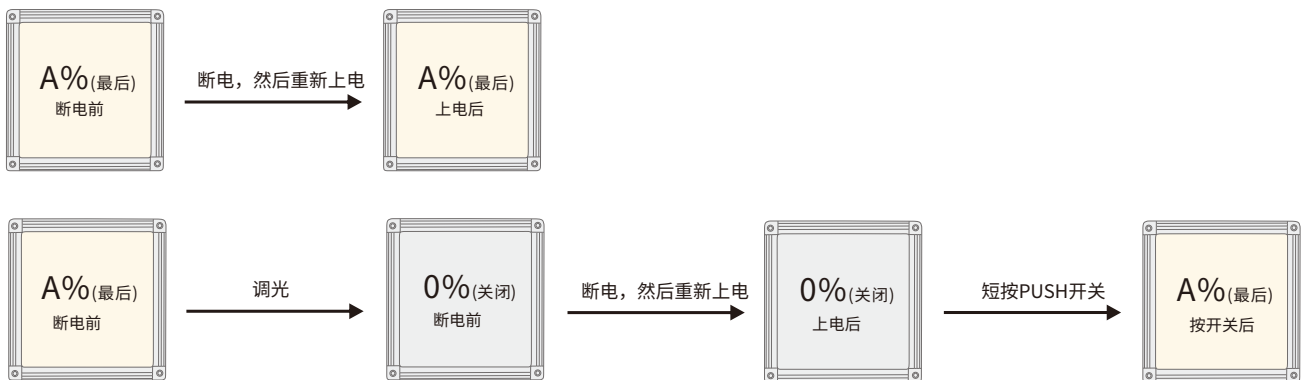 A%(最后)
断电前
断电，然后重新上电
A%(最后)
上电后
A%(最后)
断电前
调光
0%(关闭)
断电前
断电，然后重新上电
0%(关闭)
上电后
短按PUSH开关
A%(最后)
按开关后